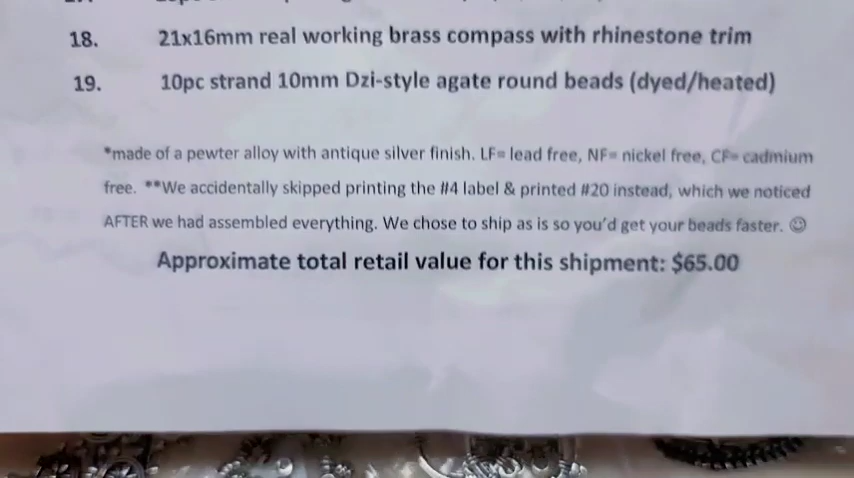 18. 21x16mm real working brass compass with rhinestone trim
19. 10pc strand 10mm Dzi-style agate round beads (dyed/heated)
*made of a pewter alloy with antique silver finish. LF= lead free, NF= nickel free, CF= cadmium
free. **We accidentally skipped printing the #4 label & printed #20 instead, which we noticed
AFTER we had assembled everything. We chose to ship as is so you'd get your beads faster. ☺
Approximate total retail value for this shipment: $65.00